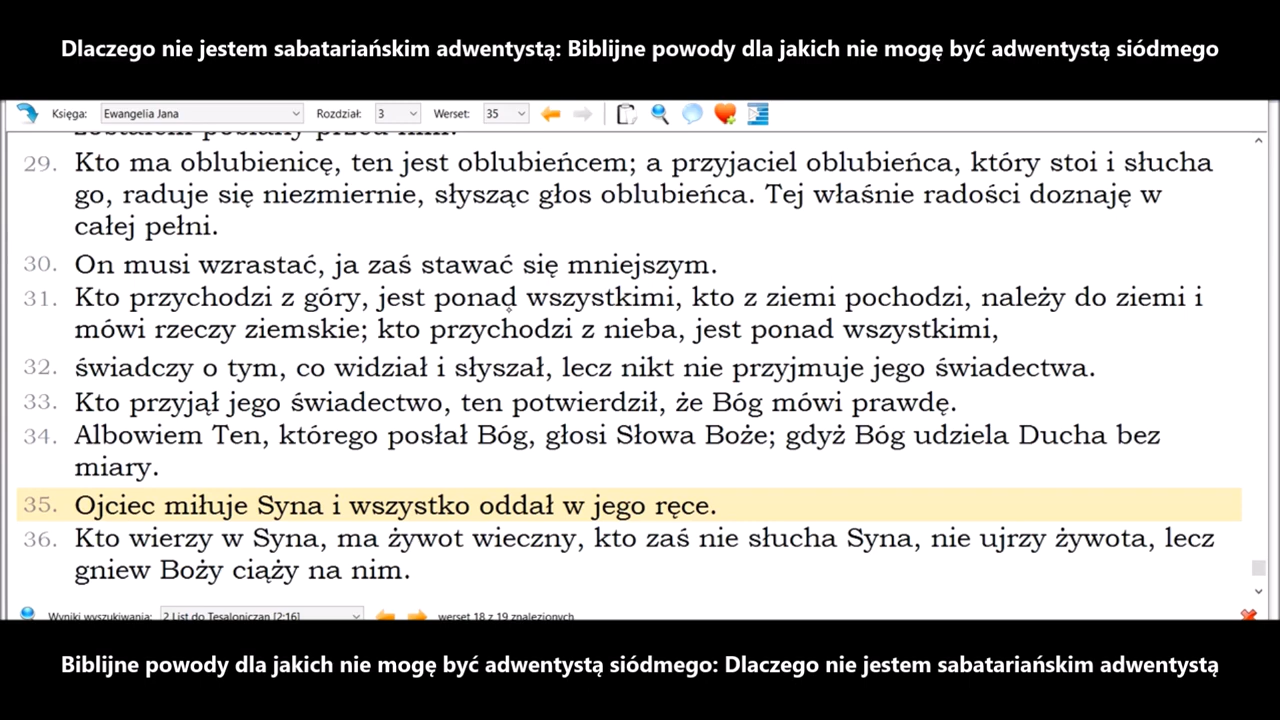 Dlaczego nie jestem sabatariańskim adwentystą: Biblijne powody dla jakich nie mogę być adwentystą siódmego
Księga: Ewangelia Jana Rozdział: 3 Werset: 35
zostałem posłany przed nim.
29. Kto ma oblubienicę, ten jest oblubieńcem; a przyjaciel oblubieńca, który stoi i słucha
go, raduje się niezmiernie, słysząc głos oblubieńca. Tej właśnie radości doznaję w
całej pełni.
30. On musi wzrastać, ja zaś stawać się mniejszym.
31. Kto przychodzi z góry, jest ponad wszystkimi, kto z ziemi pochodzi, należy do ziemi i
mówi rzeczy ziemskie; kto przychodzi z nieba, jest ponad wszystkimi,
32. świadczy o tym, co widział i słyszał, lecz nikt nie przyjmuje jego świadectwa.
33. Kto przyjął jego świadectwo, ten potwierdził, że Bóg mówi prawdę.
34. Albowiem Ten, którego posłał Bóg, głosi Słowa Boże; gdyż Bóg udziela Ducha bez
miary.
35. Ojciec miłuje Syna i wszystko oddał w jego ręce.
36. Kto wierzy w Syna, ma żywot wieczny, kto zaś nie słucha Syna, nie ujrzy żywota, lecz
gniew Boży ciąży na nim.
Wyniki wyszukiwania: 2 List do Tesaloniczan [2:16] werset 18 z 19 znalezionych
Biblijne powody dla jakich nie mogę być adwentystą siódmego: Dlaczego nie jestem sabatariańskim adwentystą